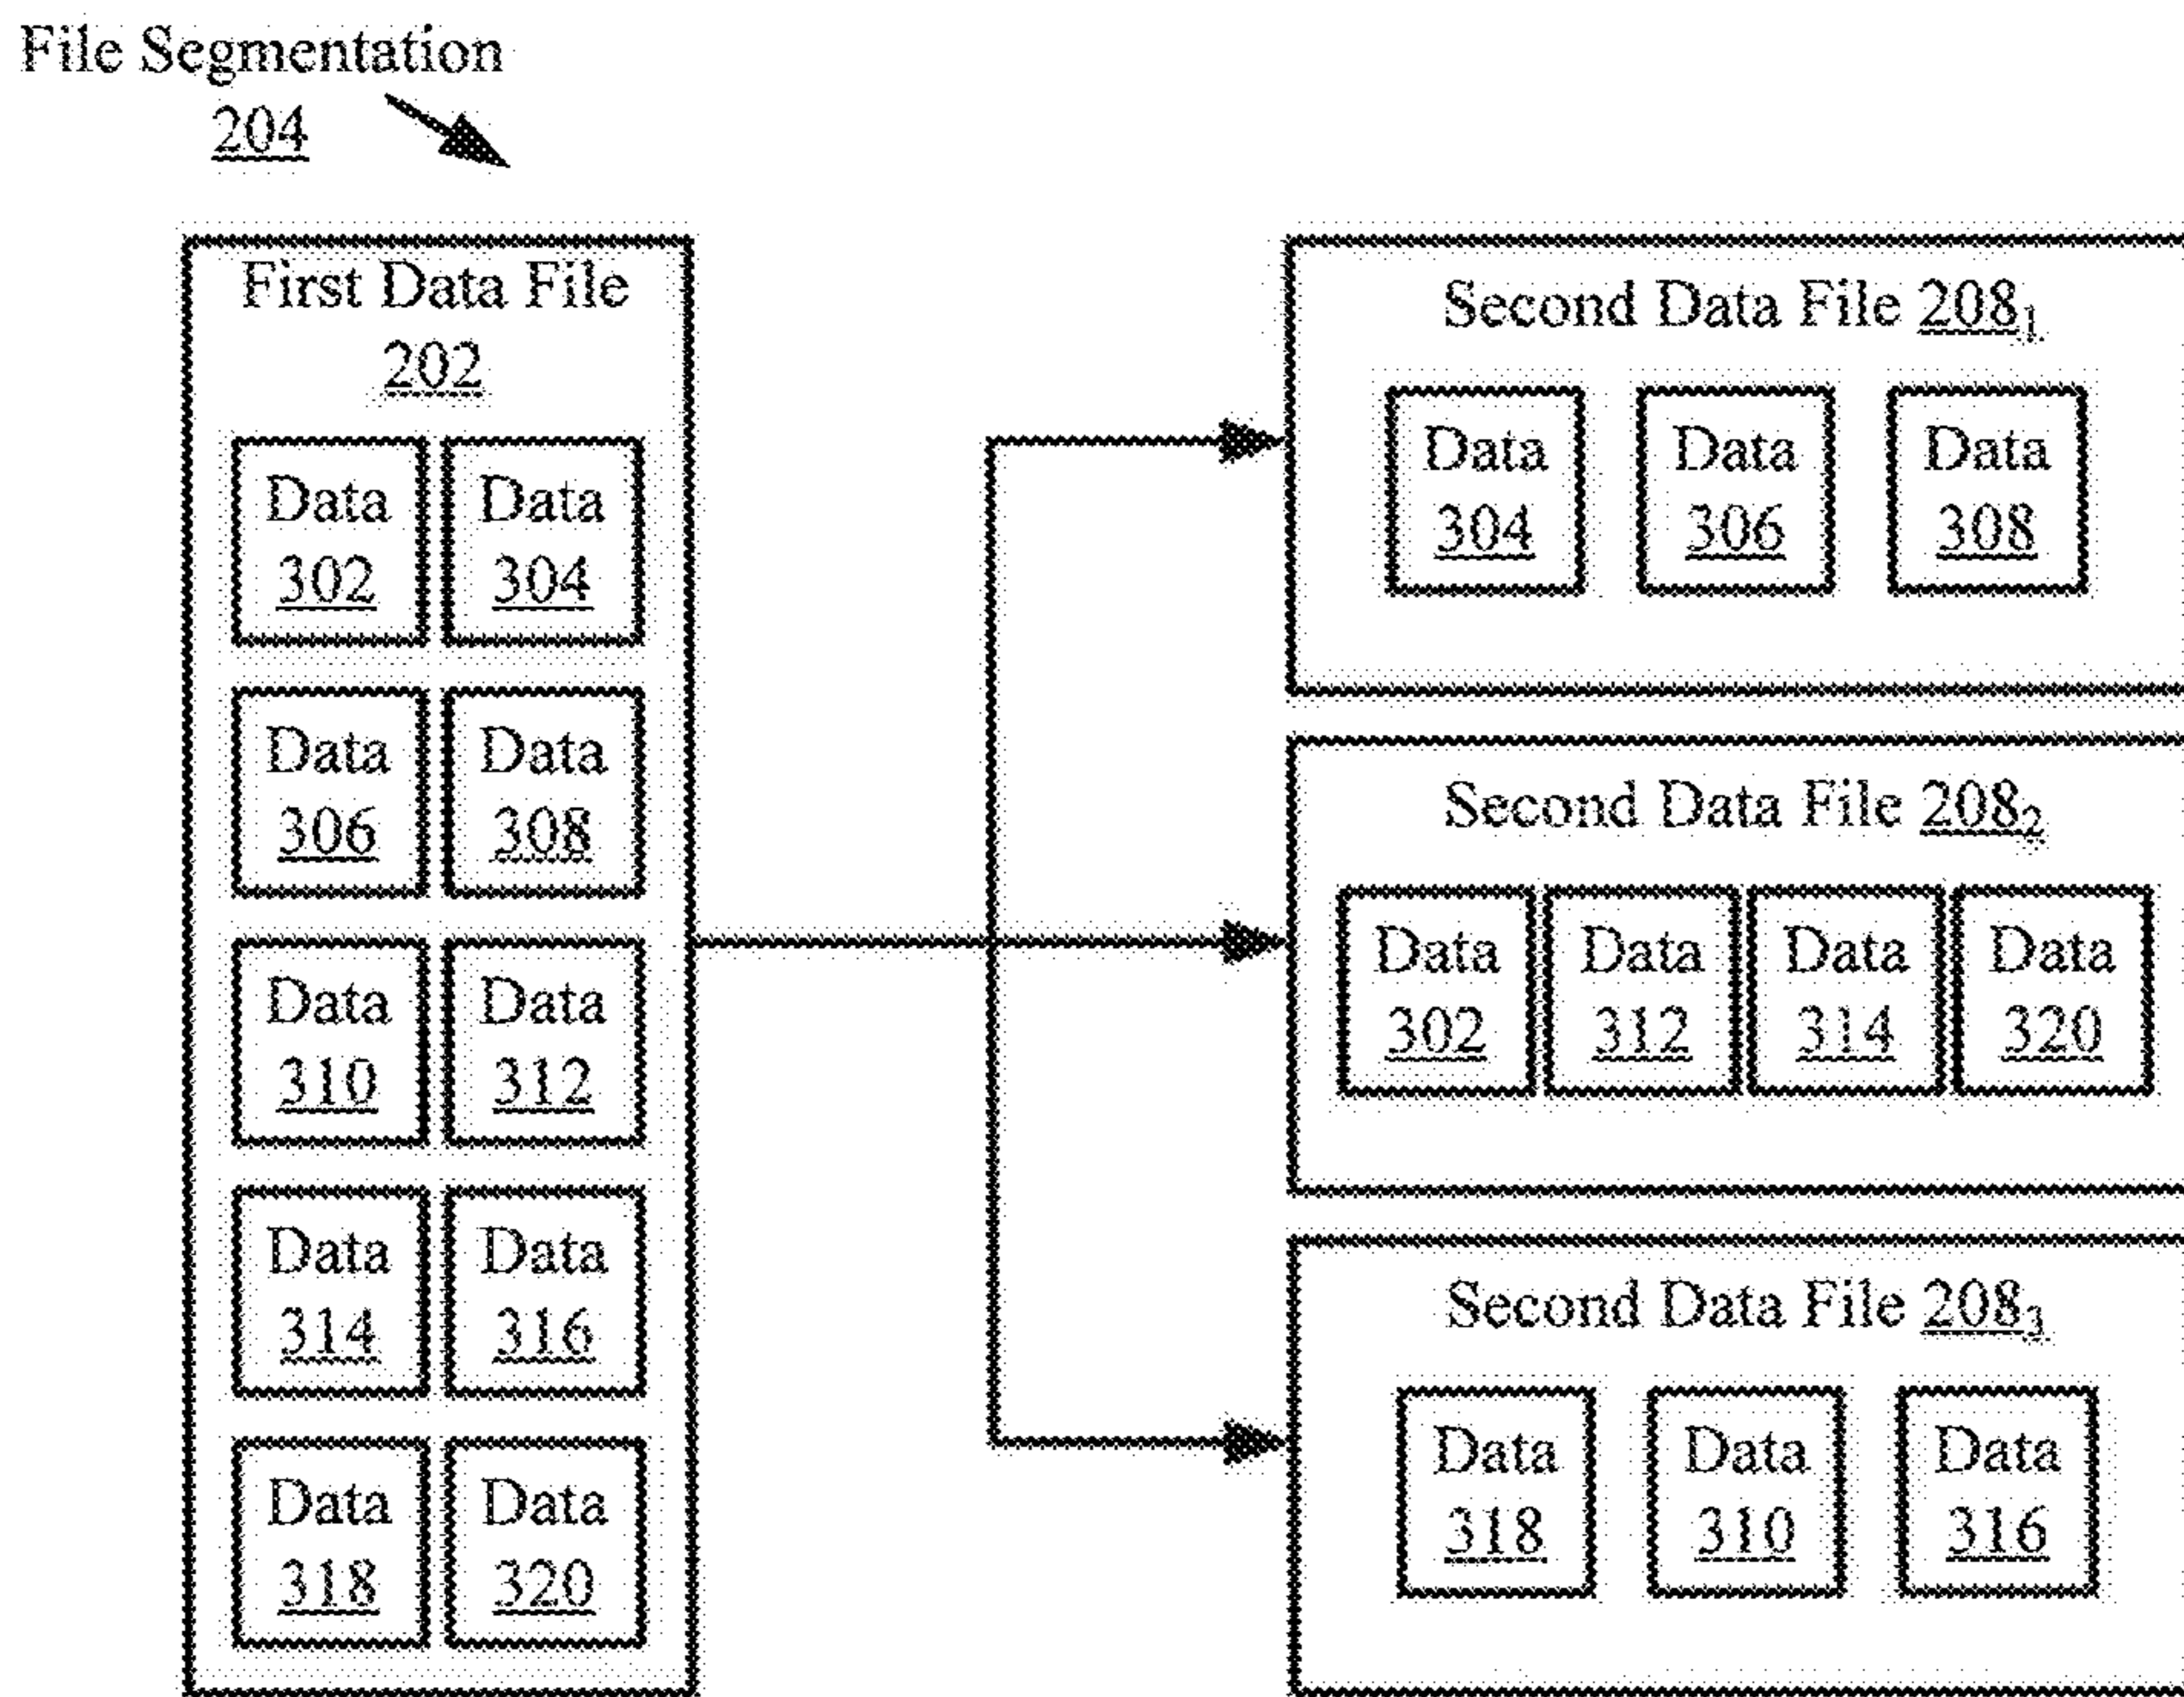 File Segmentation
204
First Data File
202
Data
302
Data
304
Data
306
Data
308
Data
310
Data
312
Data
314
Data
316
Data
318
Data
320
Second Data File 208₁
Data
304
Data
306
Data
308
Second Data File 208₂
Data
302
Data
312
Data
314
Data
320
Second Data File 208₃
Data
318
Data
310
Data
316